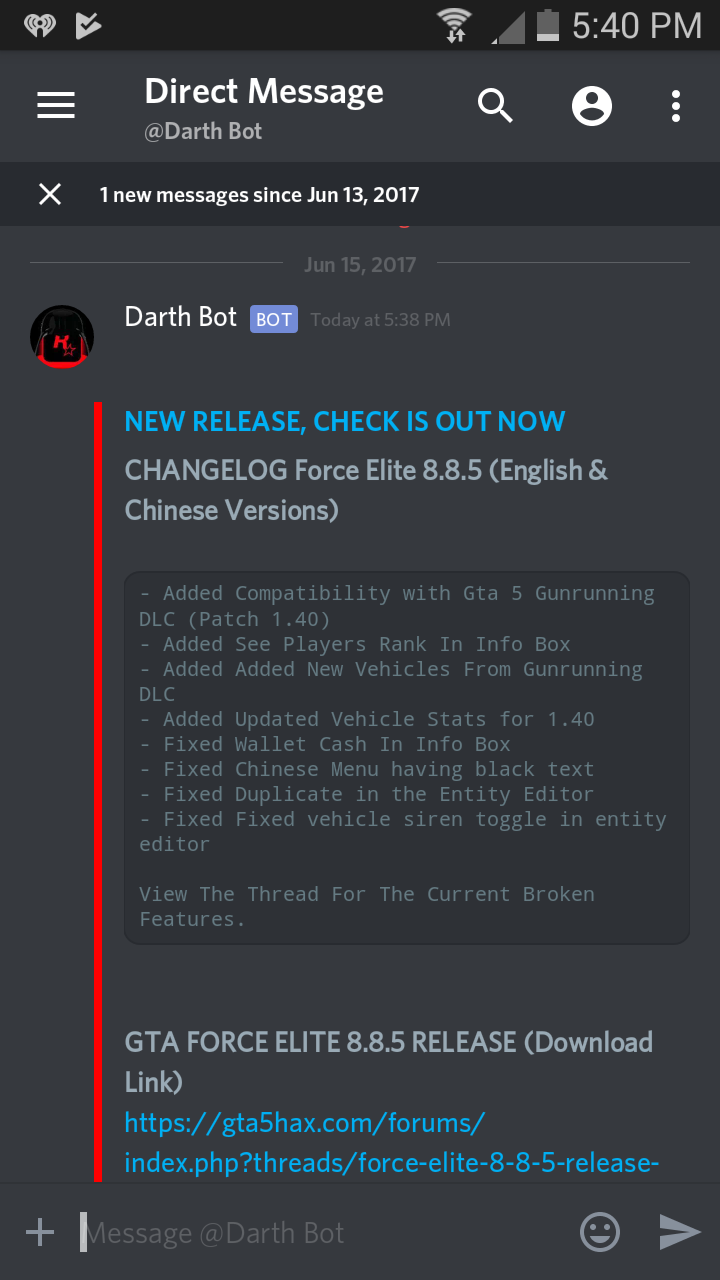 5:40 PM
Direct Message
@Darth Bot
1 new messages since Jun 13, 2017
Jun 15, 2017
Darth Bot BOT Today at 5:38 PM
NEW RELEASE, CHECK IS OUT NOW
CHANGELOG Force Elite 8.8.5 (English &
Chinese Versions)
- Added Compatibility with Gta 5 Gunrunning
DLC (Patch 1.40)
- Added See Players Rank In Info Box
- Added Added New Vehicles From Gunrunning
DLC
- Added Updated Vehicle Stats for 1.40
- Fixed Wallet Cash In Info Box
- Fixed Chinese Menu having black text
- Fixed Duplicate in the Entity Editor
- Fixed Fixed vehicle siren toggle in entity
editor
View The Thread For The Current Broken
Features.
GTA FORCE ELITE 8.8.5 RELEASE (Download
Link)
https://gta5hax.com/forums/
index.php?threads/force-elite-8-8-5-release-
Message @Darth Bot